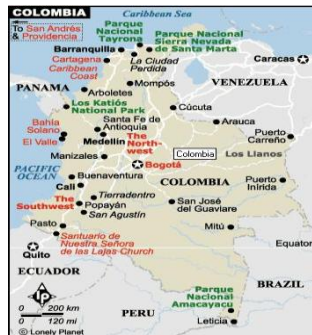 COLOMBIA
Caribbean Sea
To San Andrés
& Providencia
Parque
Nacional
Tayrona
Parque Nacional
Sierra Nevada
de Santa Marta
Barranquilla
Cartagena
Caribbean
Coast
La Ciudad
Perdida
Caracas
PANAMA
Mompós
VENEZUELA
Arboletes
Los Katíos
National Park
Cúcuta
Santa Fe de
Antioquia
Arauca
Bahía
Solano
El Valle
Medellín
The
North-
west
Puerto
Carreño
Colombia
Los Llanos
Manizales
Bogotá
PACIFIC
OCEAN
Buenaventura
COLOMBIA
Puerto
Inírida
Cali
Tierradentro
The
Southwest
Popayán
San Agustín
San José
del Guaviare
Pasto
Mitú
Santuario de
Nuestra Señora
de las Lajas Church
Equator
Quito
ECUADOR
Parque
Nacional
Amacayacú
BRAZIL
PERU
Leticia
lp
0 200 km
0 120 mi
© Lonely Planet